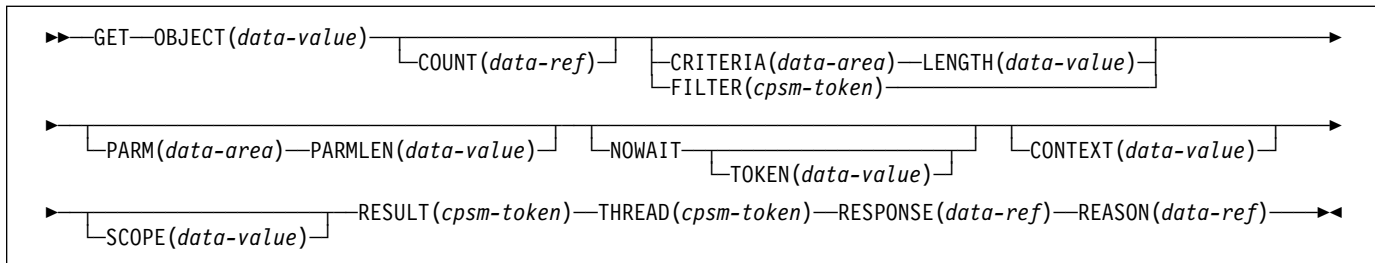 GET OBJECT(data-value) COUNT(data-ref) CRITERIA(data-area) LENGTH(data-value)
FILTER(cpsm-token)
PARM(data-area) PARMLEN(data-value) NOWAIT TOKEN(data-value) CONTEXT(data-value)
SCOPE(data-value) RESULT(cpsm-token) THREAD(cpsm-token) RESPONSE(data-ref) REASON(data-ref)